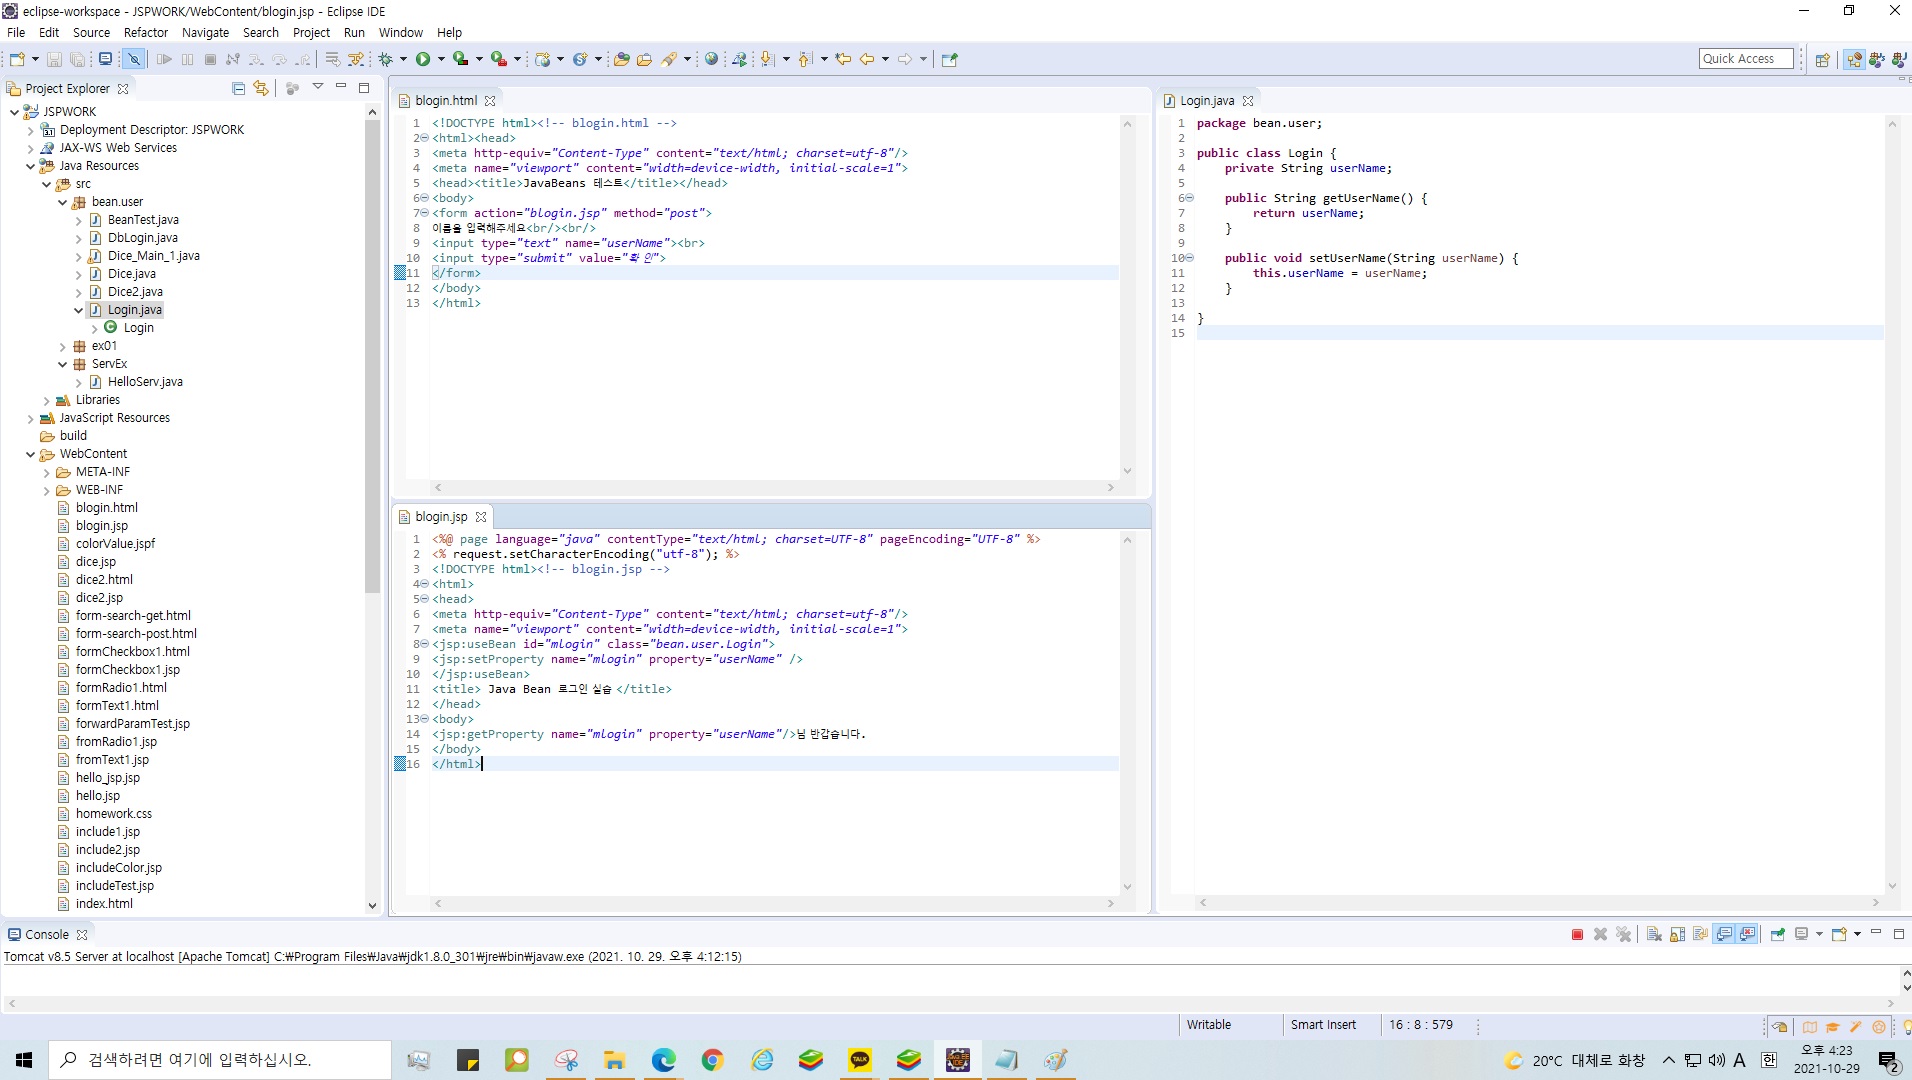 eclipse-workspace - JSPWORK/WebContent/blogin.jsp - Eclipse IDE
File Edit Source Refactor Navigate Search Project Run Window Help
Quick Access
Project Explorer
JSPWORK
Deployment Descriptor: JSPWORK
JAX-WS Web Services
Java Resources
src
bean.user
BeanTest.java
DbLogin.java
Dice_Main_1.java
Dice.java
Dice2.java
Login.java
Login
ex01
ServEx
HelloServ.java
Libraries
JavaScript Resources
build
WebContent
META-INF
WEB-INF
blogin.html
blogin.jsp
colorValue.jspf
dice.jsp
dice2.html
dice2.jsp
form-search-get.html
form-search-post.html
formCheckbox1.html
formCheckbox1.jsp
formRadio1.html
formText1.html
forwardParamTest.jsp
fromRadio1.jsp
fromText1.jsp
hello_jsp.jsp
hello.jsp
homework.css
include1.jsp
include2.jsp
includeColor.jsp
includeTest.jsp
index.html
blogin.html
1 <!DOCTYPE html><!-- blogin.html -->
2 <html><head>
3 <meta http-equiv="Content-Type" content="text/html; charset=utf-8"/>
4 <meta name="viewport" content="width=device-width, initial-scale=1">
5 <head><title>JavaBeans 테스트</title></head>
6 <body>
7 <form action="blogin.jsp" method="post">
8 이름을 입력해주세요<br/><br/>
9 <input type="text" name="userName"><br>
10 <input type="submit" value="확 인">
11 </form>
12 </body>
13 </html>
blogin.jsp
1 <%@ page language="java" contentType="text/html; charset=UTF-8" pageEncoding="UTF-8" %>
2 <% request.setCharacterEncoding("utf-8"); %>
3 <!DOCTYPE html><!-- blogin.jsp -->
4 <html>
5 <head>
6 <meta http-equiv="Content-Type" content="text/html; charset=utf-8"/>
7 <meta name="viewport" content="width=device-width, initial-scale=1">
8 <jsp:useBean id="mlogin" class="bean.user.Login">
9 <jsp:setProperty name="mlogin" property="userName" />
10 </jsp:useBean>
11 <title> Java Bean 로그인 실습 </title>
12 </head>
13 <body>
14 <jsp:getProperty name="mlogin" property="userName"/>님 반갑습니다.
15 </body>
16 </html>
Login.java
1 package bean.user;
2
3 public class Login {
4 private String userName;
5
6 public String getUserName() {
7 return userName;
8 }
9
10 public void setUserName(String userName) {
11 this.userName = userName;
12 }
13
14 }
15
Console
Tomcat v8.5 Server at localhost [Apache Tomcat] C:₩Program Files₩Java₩jdk1.8.0_301₩jre₩bin₩javaw.exe (2021. 10. 29. 오후 4:12:15)
Writable Smart Insert 16 : 8 : 579
검색하려면 여기에 입력하십시오.
TALK
20°C 대체로 화창 A 한
오후 4:23
2021-10-29
2